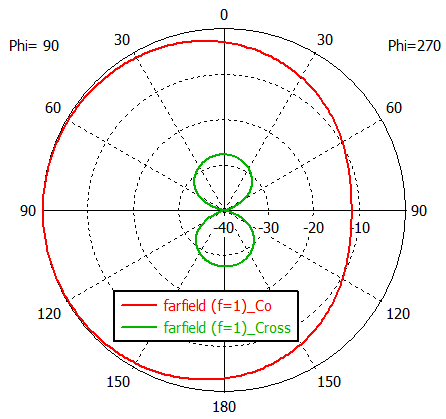 0
Phi= 90 30 30 Phi=270
60 60
90 -40 -30 -20 -10 90
farfield (f=1)_Co
120 120
farfield (f=1)_Cross
150 150
180